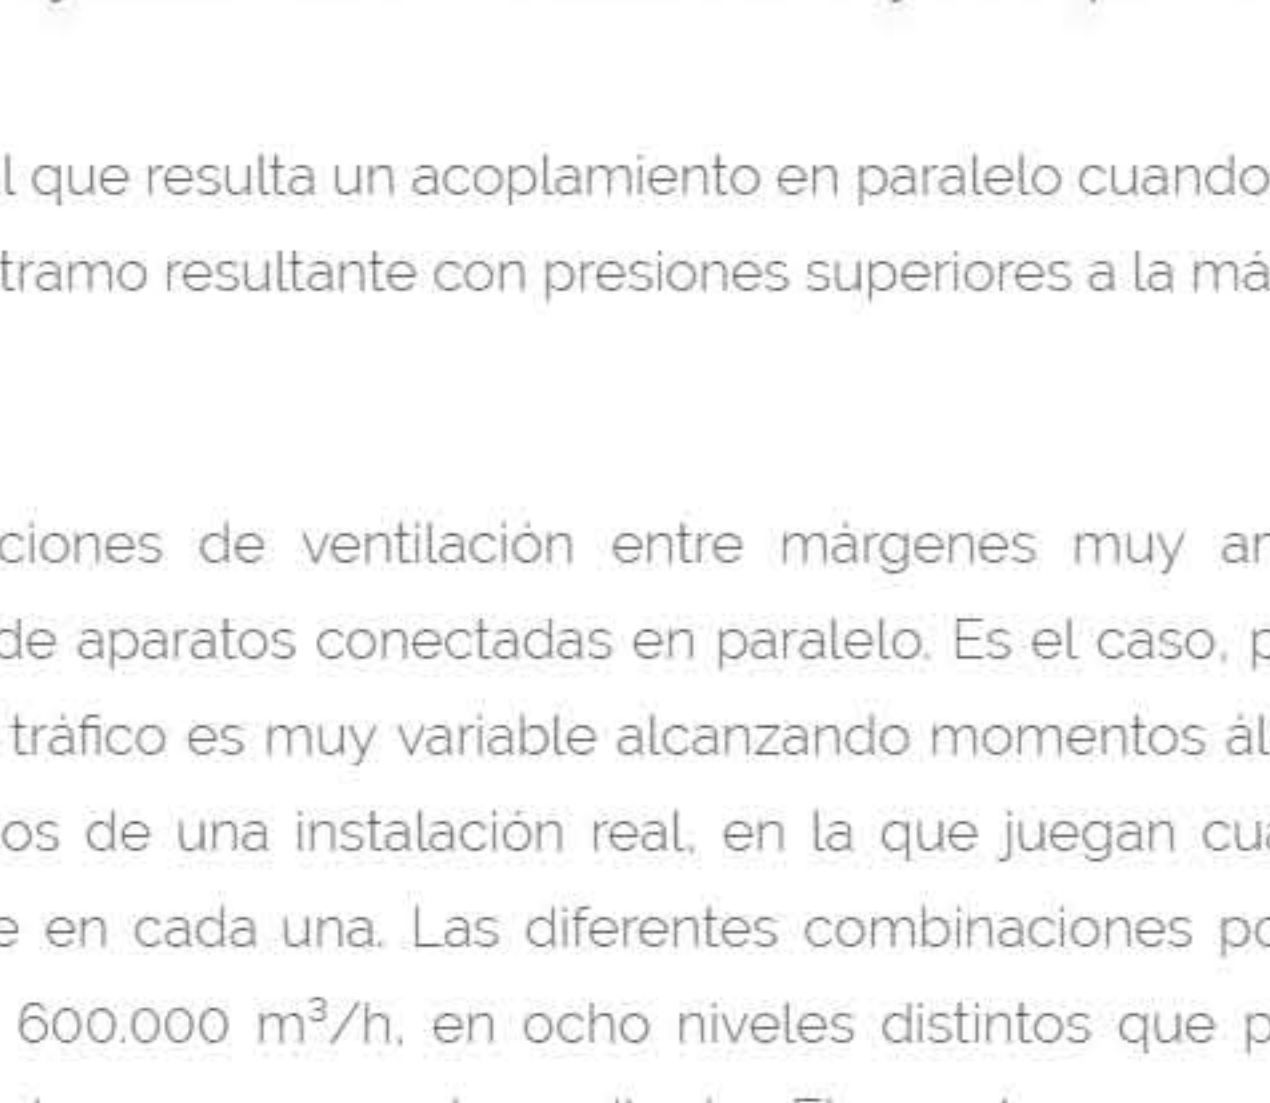 l que resulta un acoplamiento en paralelo cuando
tramo resultante con presiones superiores a la má
ciones de ventilación entre márgenes muy
de aparatos conectadas en paralelo. Es el caso, p
tráfico es muy variable alcanzando momentos ál
os de una instalación real, en la que juegan cua
e en cada una. Las diferentes combinaciones po
600.000 m³/h, en ocho niveles distintos que p